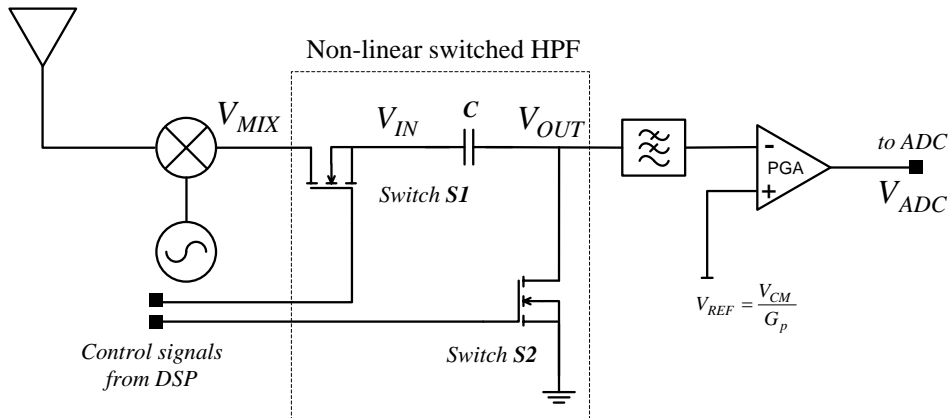 Non-linear switched HPF
V_MIX
V_IN
C
V_OUT
Switch S1
-
PGA
+
to ADC
V_ADC
V_REF = V_CM / G_p
Control signals
from DSP
Switch S2